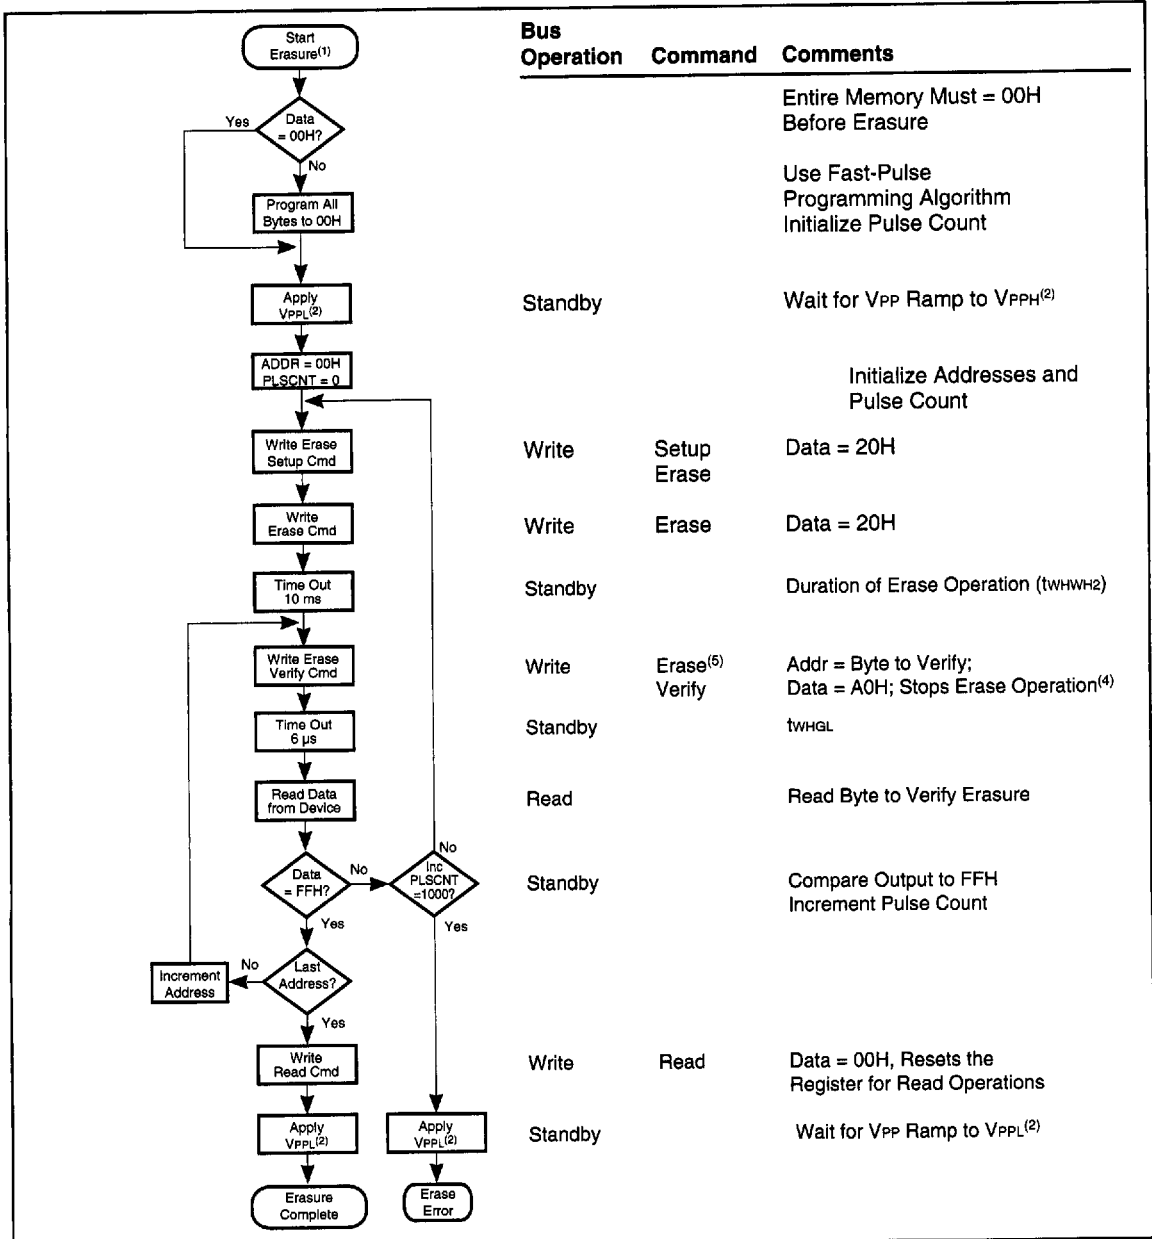 Start
Erasure(1)
Data
= 00H?
Yes
No
Program All
Bytes to 00H
Apply
VPPL(2)
ADDR = 00H
PLSCNT = 0
Write Erase
Setup Cmd
Write
Erase Cmd
Time Out
10 ms
Write Erase
Verify Cmd
Time Out
6 µs
Read Data
from Device
Data
= FFH?
No
Yes
Inc
PLSCNT
=1000?
No
Yes
Last
Address?
No
Yes
Increment
Address
Write
Read Cmd
Apply
VPPL(2)
Erasure
Complete
Apply
VPPL(2)
Erase
Error
Bus
Operation Command Comments
Entire Memory Must = 00H
Before Erasure
Use Fast-Pulse
Programming Algorithm
Initialize Pulse Count
Standby Wait for VPP Ramp to VPPH(2)
Initialize Addresses and
Pulse Count
Write Setup Data = 20H
Erase
Write Erase Data = 20H
Standby Duration of Erase Operation (tWHWH2)
Write Erase(5) Addr = Byte to Verify;
Verify Data = A0H; Stops Erase Operation(4)
Standby tWHGL
Read Read Byte to Verify Erasure
Standby Compare Output to FFH
Increment Pulse Count
Write Read Data = 00H, Resets the
Register for Read Operations
Standby Wait for VPP Ramp to VPPL(2)